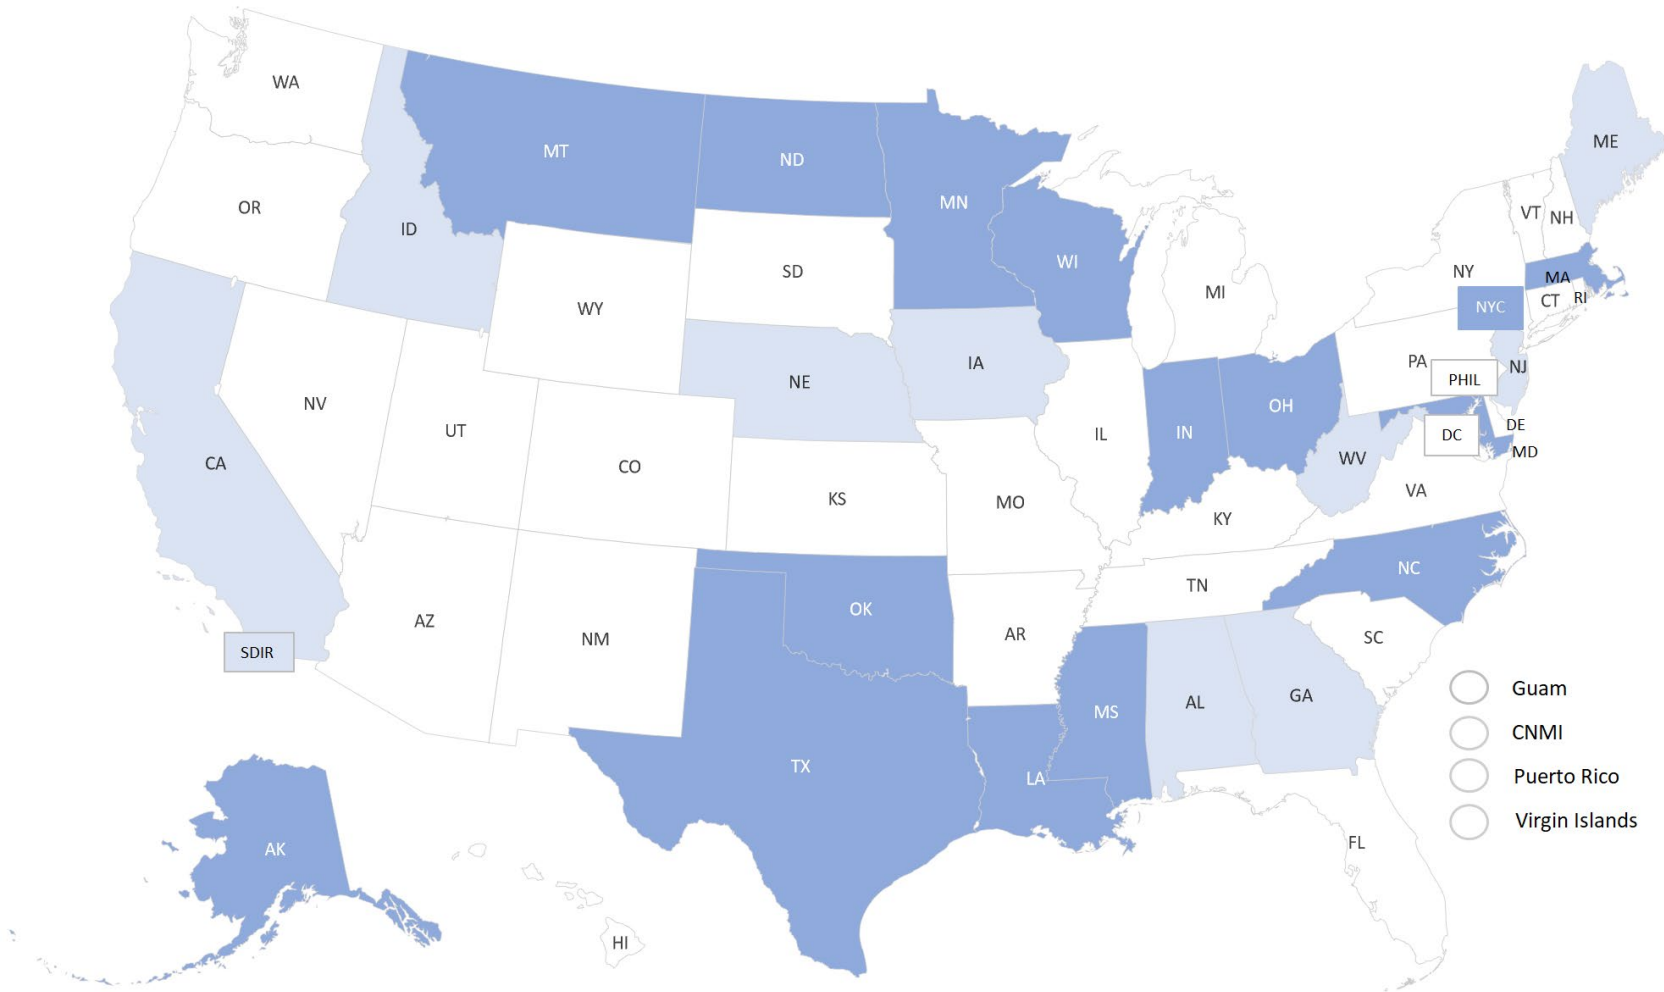 WA
MT
ND
MN
ME
OR
ID
SD
WI
MI
NY
VT
NH
MA
NYC
CT
RI
WY
NE
IA
PA
PHIL
NJ
NV
UT
CO
KS
MO
IL
IN
OH
WV
DC
DE
MD
VA
KY
CA
SDIR
AZ
NM
OK
AR
TN
NC
SC
TX
LA
MS
AL
GA
FL
AK
HI
Guam
CNMI
Puerto Rico
Virgin Islands